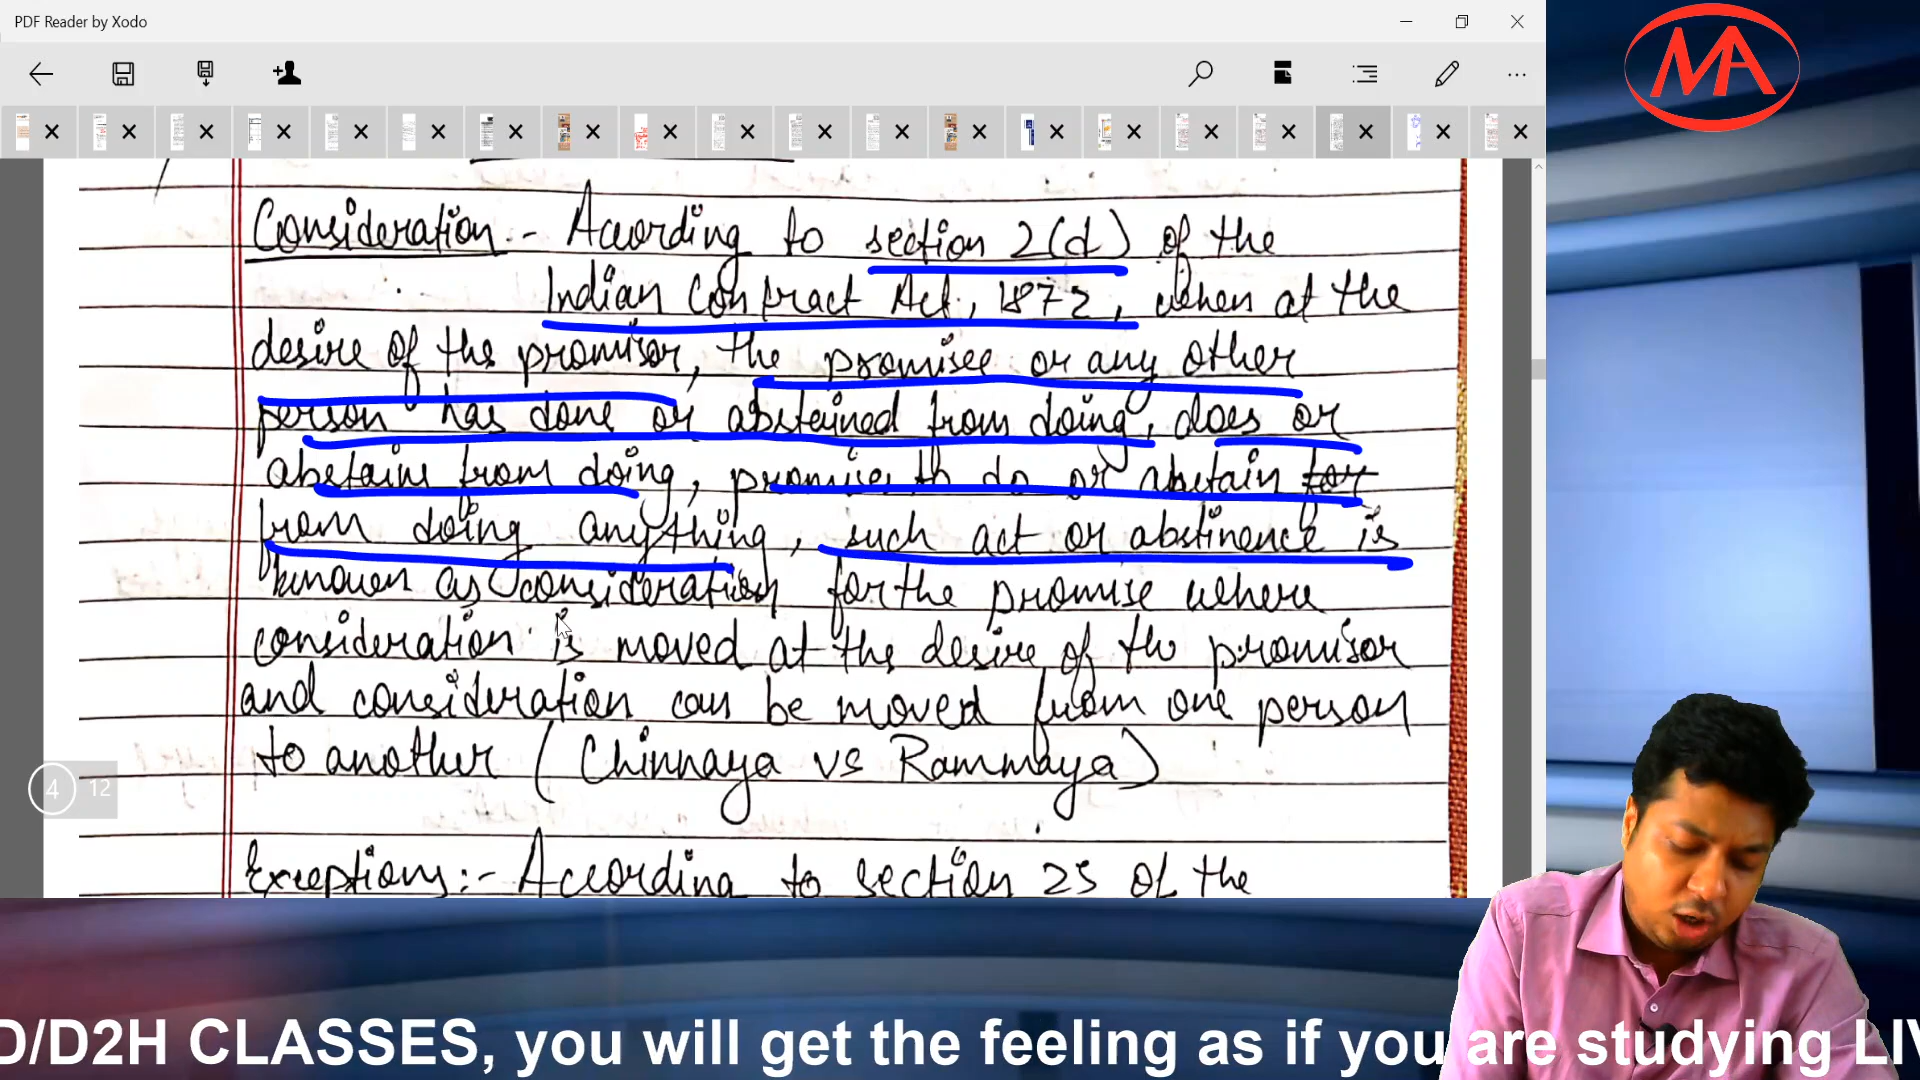 PDF Reader by Xodo
MA
Consideration :- According to section 2(d) of the
Indian Contract Act, 1872, when at the
desire of the promisor, the promisee or any other
person has done or abstained from doing, does or
abstain from doing, promises to do or abstain for
from doing anything, such act or abstinence is
known as consideration for the promise where
consideration is moved at the desire of the promisor
and consideration can be moved from one person
to another (Chinnaya vs Rammaya)
4 12
Exceptions :- According to section 25 of the
D/D2H CLASSES, you will get the feeling as if you are studying LIV